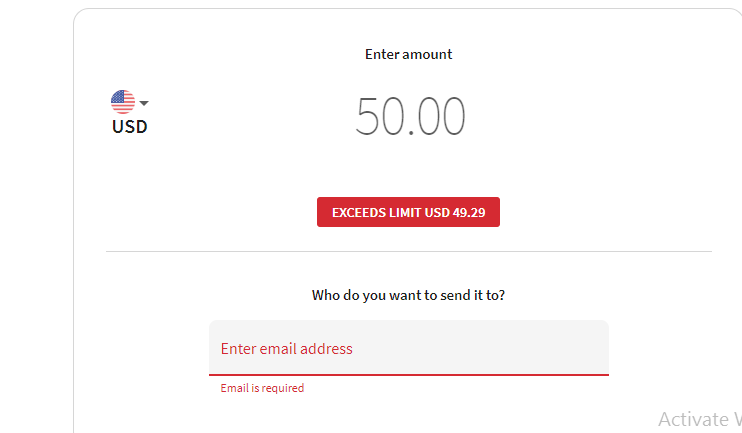 Enter amount
USD
50.00
EXCEEDS LIMIT USD 49.29
Who do you want to send it to?
Enter email address
Email is required
Activate